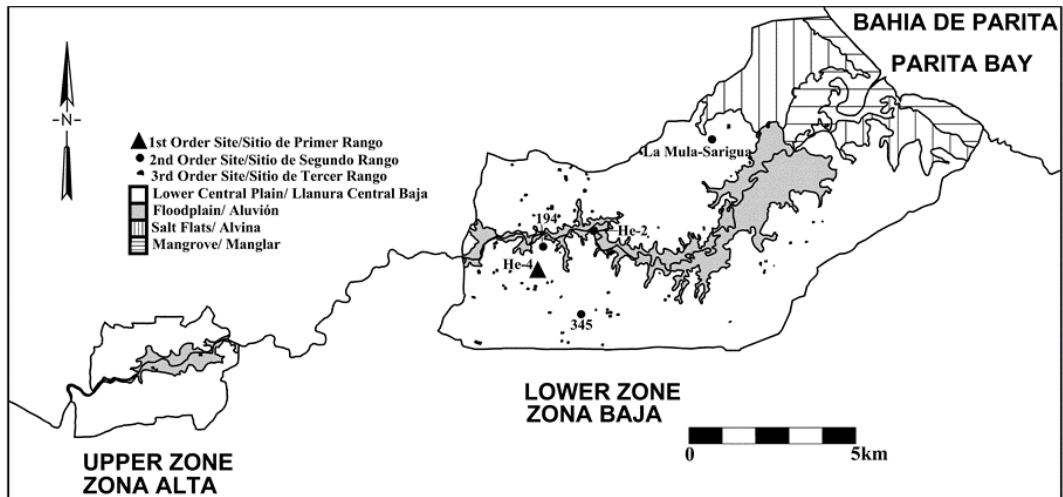 BAHIA DE PARITA
PARITA BAY
N
1st Order Site/Sitio de Primer Rango
2nd Order Site/Sitio de Segundo Rango
3rd Order Site/Sitio de Tercer Rango
Lower Central Plain/ Llanura Central Baja
Floodplain/ Aluvión
Salt Flats/ Alvina
Mangrove/ Manglar
La Mula-Sarigua
194
He-2
He-4
345
LOWER ZONE
ZONA BAJA
0 5km
UPPER ZONE
ZONA ALTA